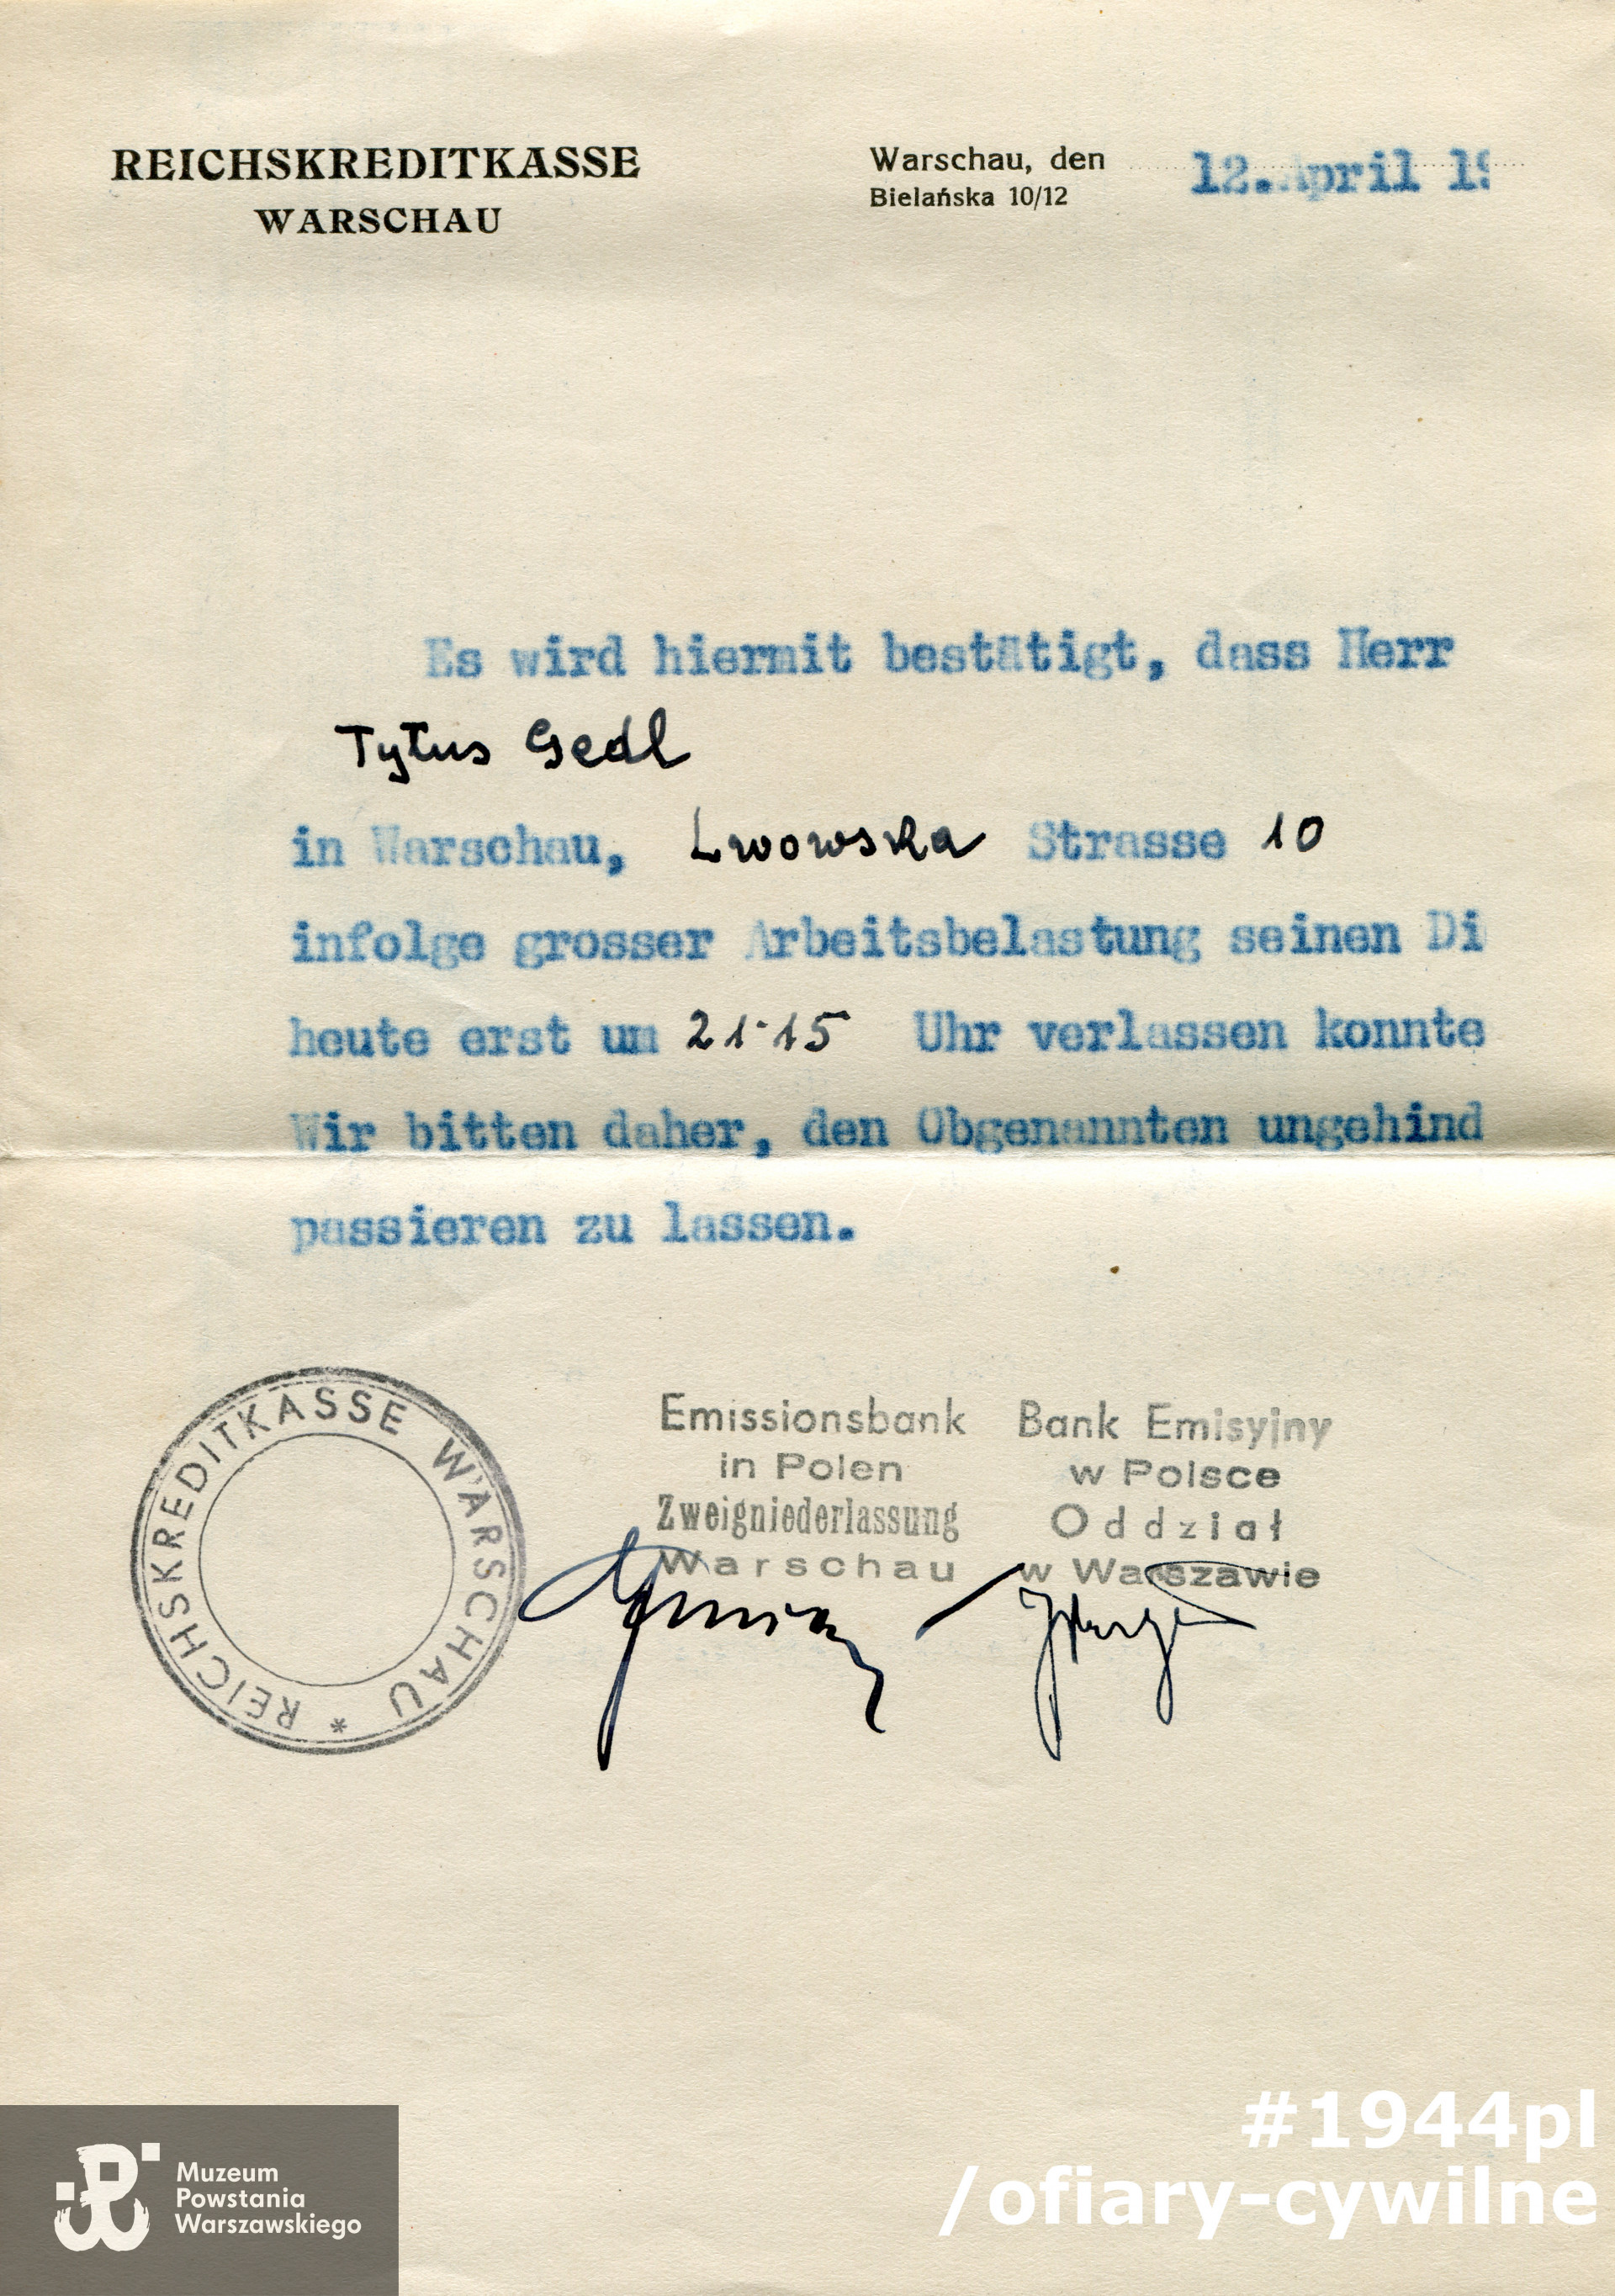 REICHSKREDITKASSE
WARSCHAU
Warschau, den 12. April 19
Bielańska 10/12
Es wird hiermit bestätigt, dass Herr
Tytus Gedl
in Warschau, Lwowska Strasse 10
infolge grosser Arbeitsbelastung seinen Di
heute erst um 21·15 Uhr verlassen konnte
Wir bitten daher, den Obgenannten ungehind
passieren zu lassen.
REICHSKREDITKASSE WARSCHAU *
Emissionsbank
in Polen
Zweigniederlassung
Warschau
Bank Emisyjny
w Polsce
Oddział
w Warszawie
Muzeum
Powstania
Warszawskiego
#1944pl
/ofiary-cywilne